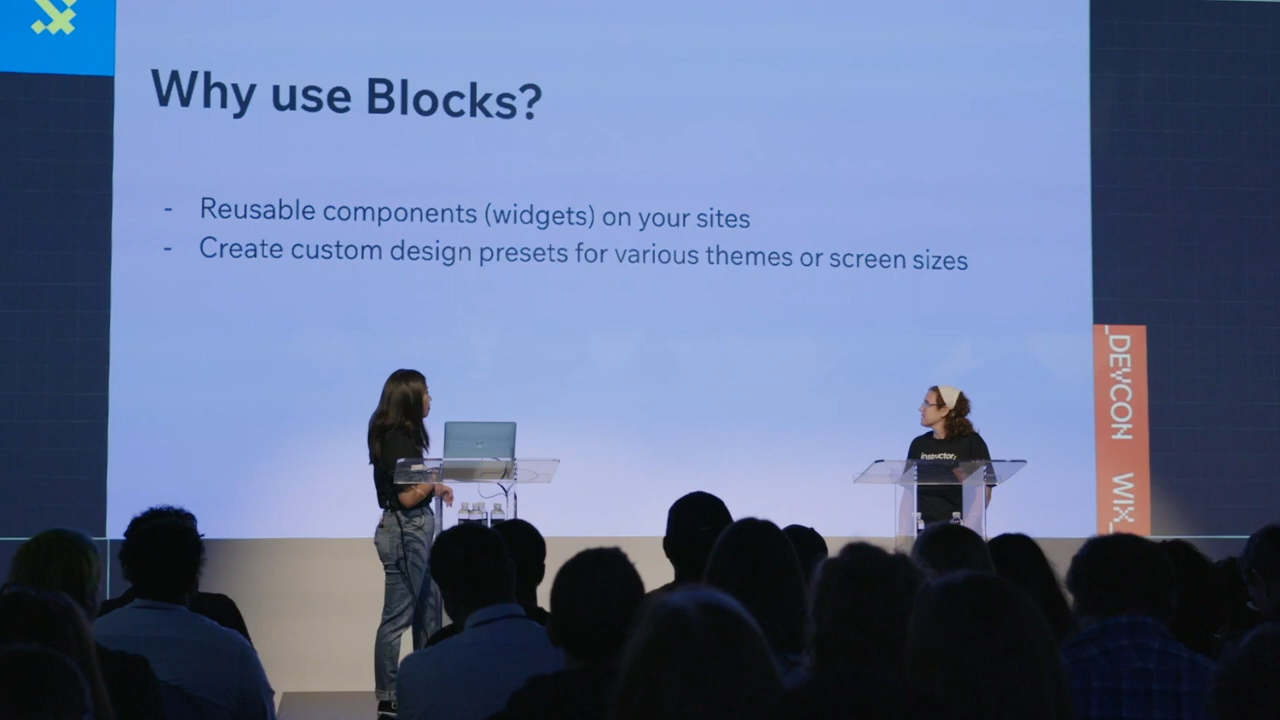 Why use Blocks?
- Reusable components (widgets) on your sites
- Create custom design presets for various themes or screen sizes
_DEVCON WIX_
instructor;